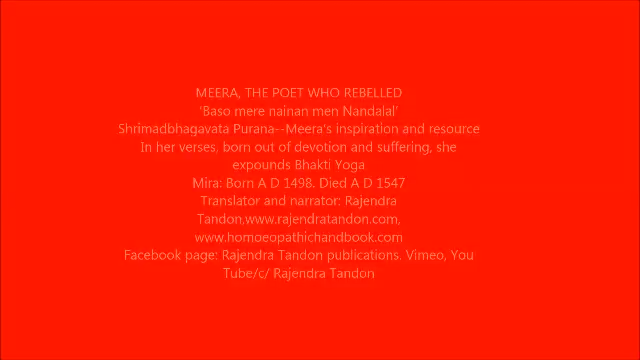 MEERA, THE POET WHO REBELLED
'Baso mere nainan men Nandalal'
Shrimadbhagavata Purana--Meera's inspiration and resource
In her verses, born out of devotion and suffering, she
expounds Bhakti Yoga
Mira: Born A D 1498. Died A D 1547
Translator and narrator: Rajendra
Tandon,www.rajendratandon.com,
www.homoeopathichandbook.com
Facebook page: Rajendra Tandon publications. Vimeo, You
Tube/c/ Rajendra Tandon